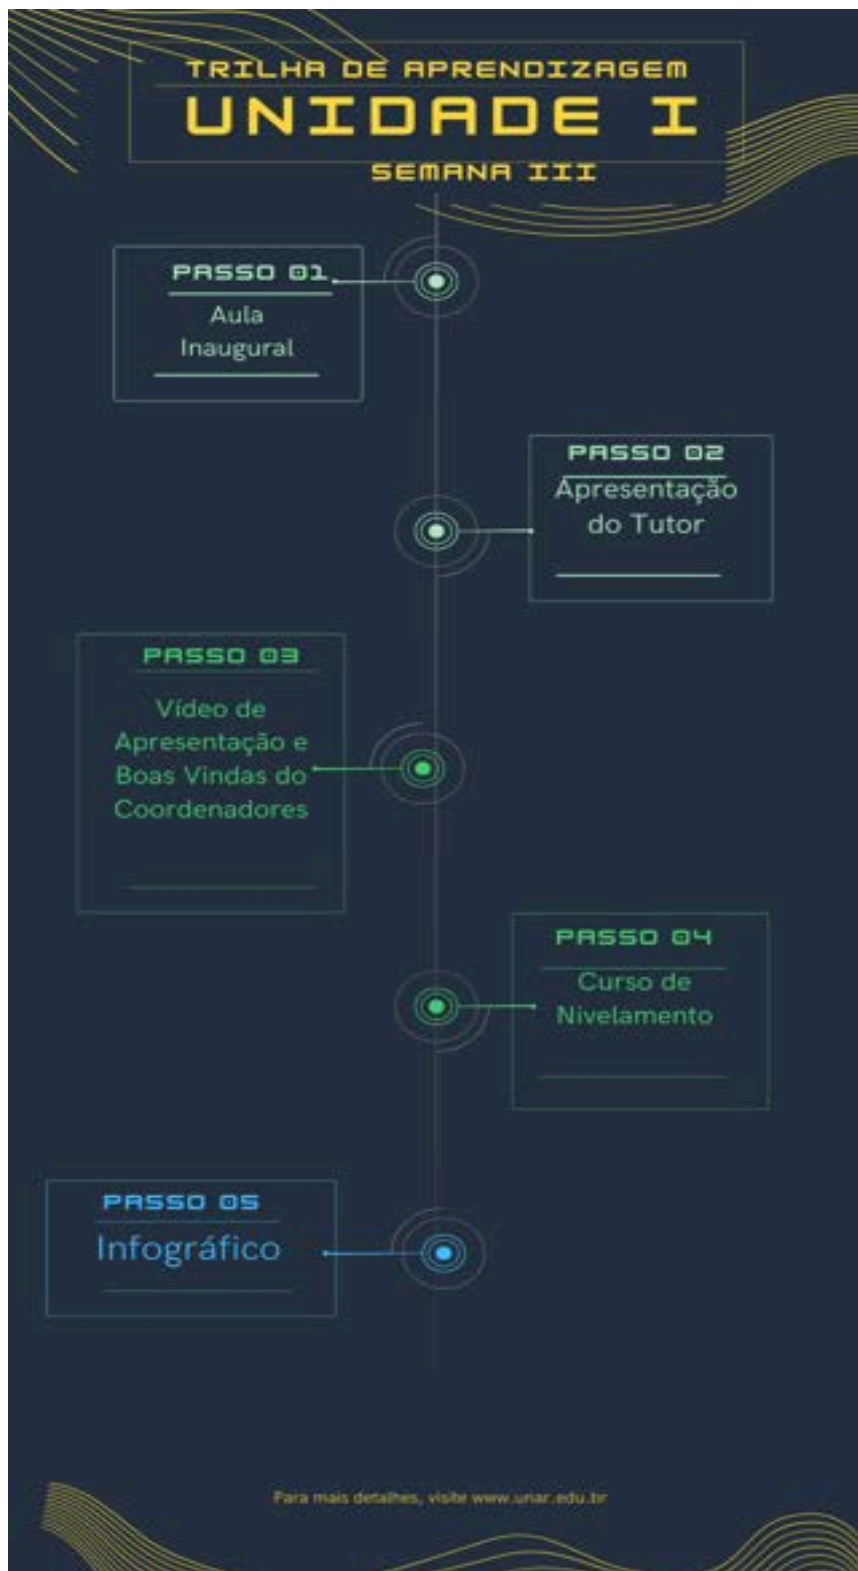 TRILHA DE APRENDIZAGEM
UNIDADE I
SEMANA III
PASSO 01
Aula
Inaugural
PASSO 02
Apresentação
do Tutor
PASSO 03
Vídeo de
Apresentação e
Boas Vindas do
Coordenadores
PASSO 04
Curso de
Nivelamento
PASSO 05
Infográfico
Para mais detalhes, visite www.unar.edu.br